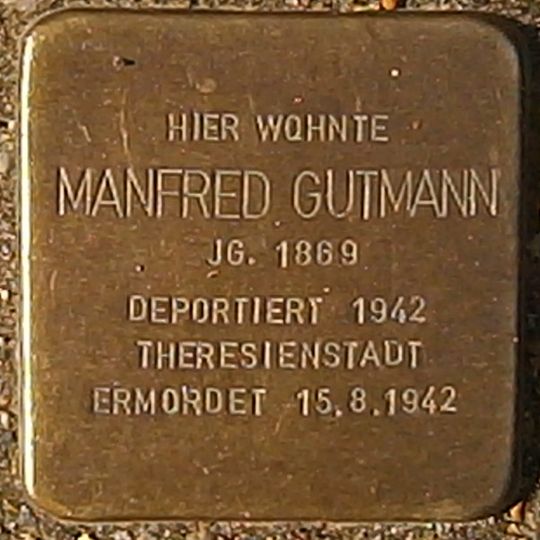 HIER WOHNTE
MANFRED GUTMANN
JG. 1869
DEPORTIERT 1942
THERESIENSTADT
ERMORDET 15.8.1942